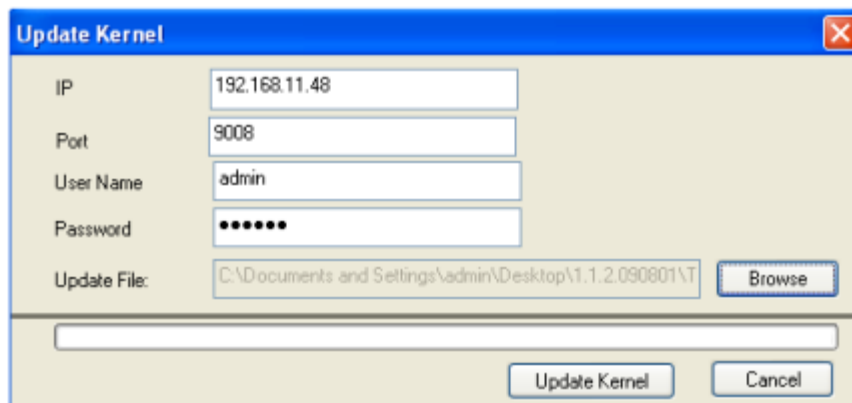 Update Kernel
IP 192.168.11.48
Port 9008
User Name admin
Password ••••••
Update File: C:\Documents and Settings\admin\Desktop\1.1.2.090801\T Browse
Update Kernel Cancel